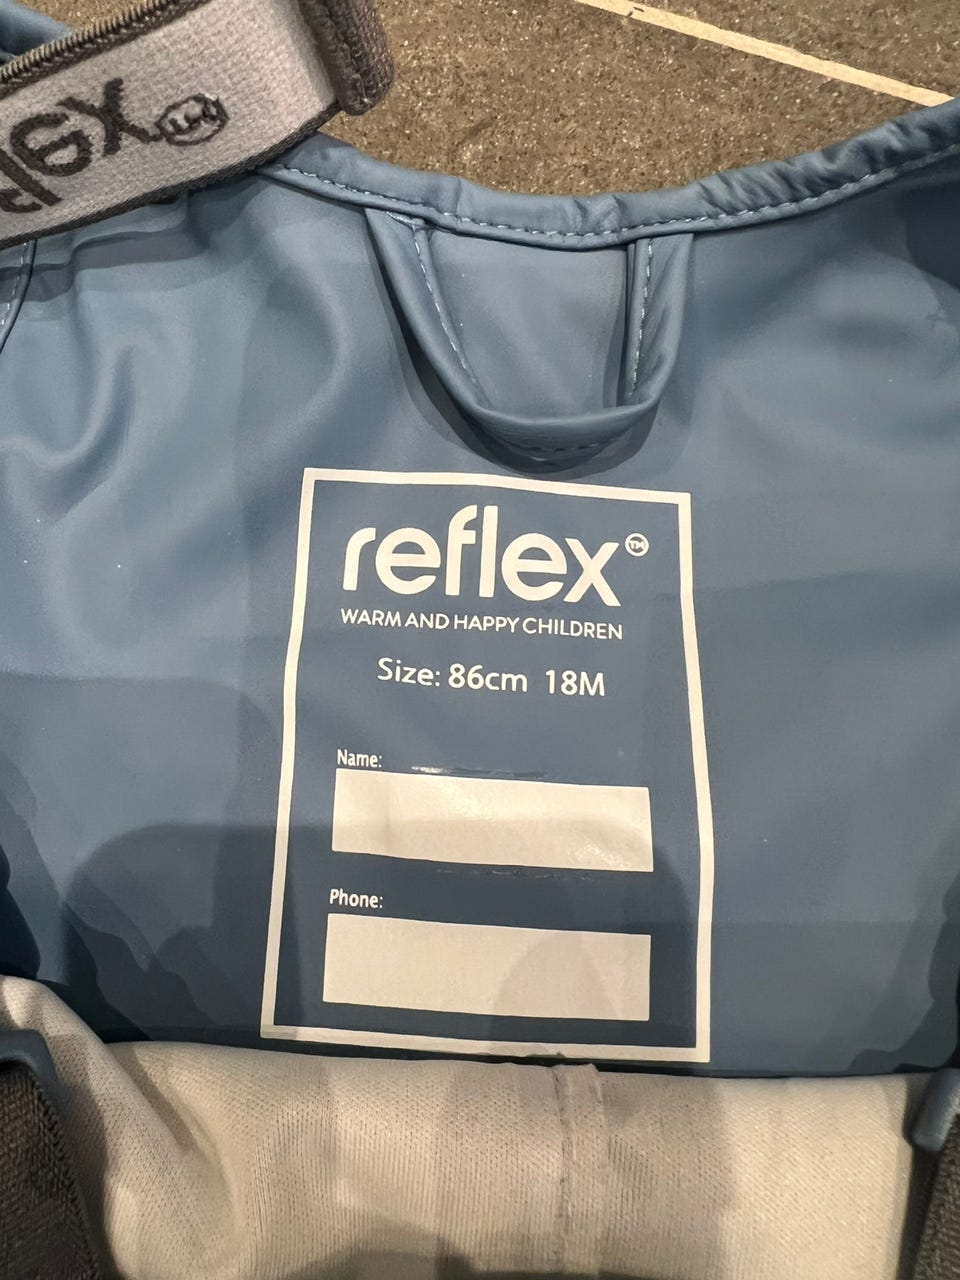 reflex™
WARM AND HAPPY CHILDREN
Size: 86cm 18M
Name:
Phone: